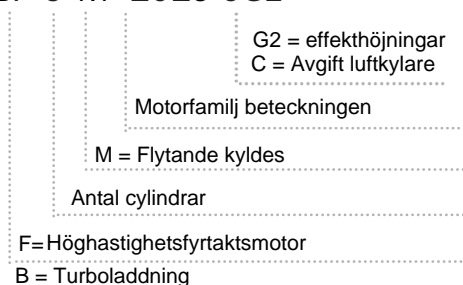 G2 = effekthöjningar
C = Avgift luftkylare
Motorfamilj beteckningen
M = Flytande kyldes
Antal cylindrar
F= Höghastighetsfyrtaktsmotor
B = Turboladdning